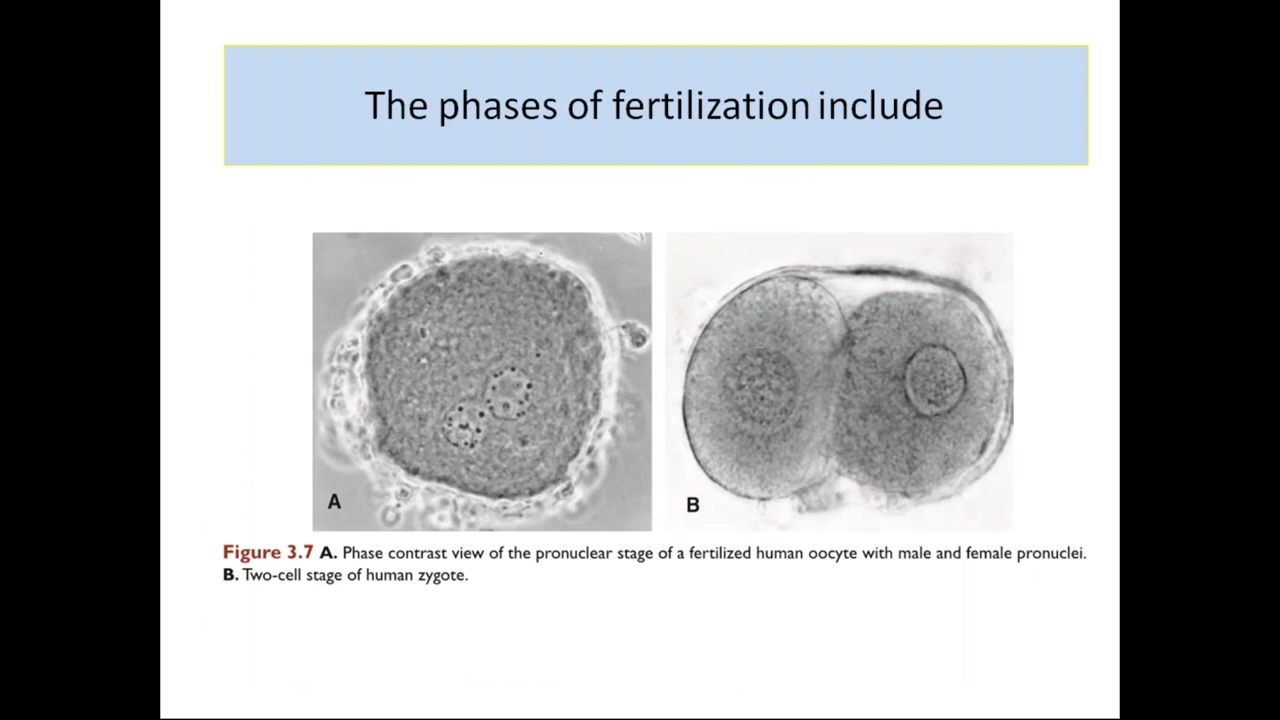 The phases of fertilization include
A
B
Figure 3.7 A. Phase contrast view of the pronuclear stage of a fertilized human oocyte with male and female pronuclei.
B. Two-cell stage of human zygote.